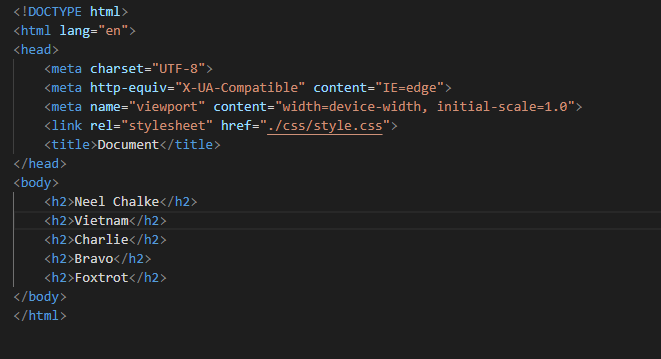 <!DOCTYPE html>
<html lang="en">
<head>
    <meta charset="UTF-8">
    <meta http-equiv="X-UA-Compatible" content="IE=edge">
    <meta name="viewport" content="width=device-width, initial-scale=1.0">
    <link rel="stylesheet" href="./css/style.css">
    <title>Document</title>
</head>
<body>
    <h2>Neel Chalke</h2>
    <h2>Vietnam</h2>
    <h2>Charlie</h2>
    <h2>Bravo</h2>
    <h2>Foxtrot</h2>
</body>
</html>